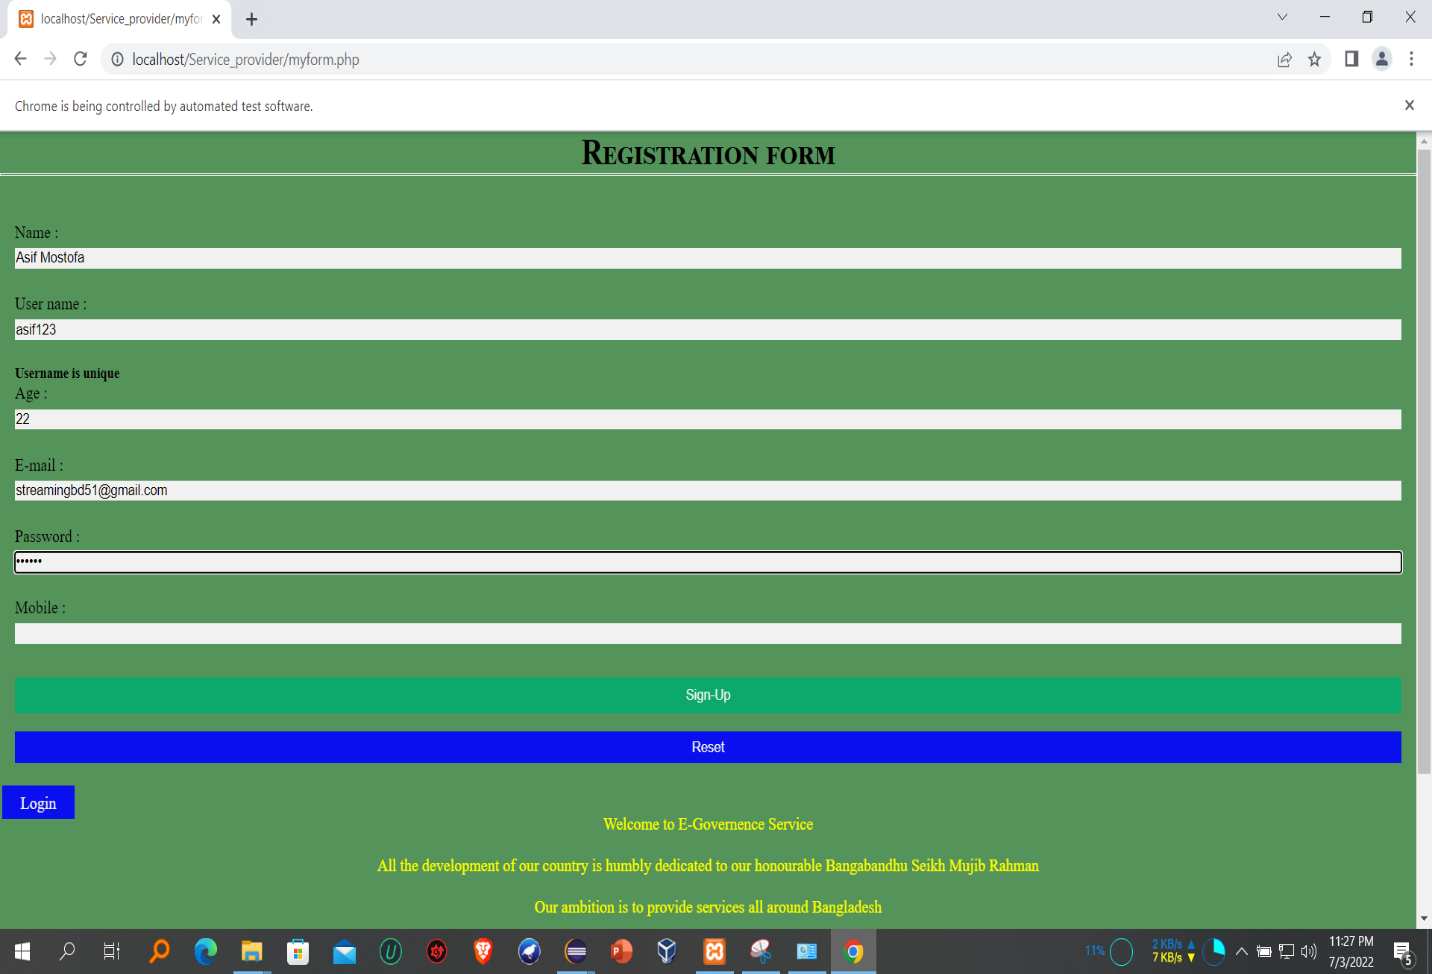 localhost/Service_provider/myfor
localhost/Service_provider/myform.php
Chrome is being controlled by automated test software.
REGISTRATION FORM
Name :
Asif Mostofa
User name :
asif123
Username is unique
Age :
22
E-mail :
streamingbd51@gmail.com
Password :
••••••
Mobile :
Sign-Up
Reset
Login
Welcome to E-Governence Service
All the development of our country is humbly dedicated to our honourable Bangabandhu Seikh Mujib Rahman
Our ambition is to provide services all around Bangladesh
11%
2 KB/s
7 KB/s
11:27 PM
7/3/2022
5